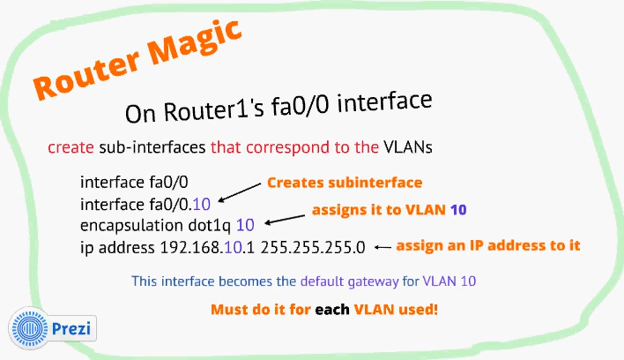 Router Magic
On Router1's fa0/0 interface
create sub-interfaces that correspond to the VLANs
interface fa0/0
interface fa0/0.10 Creates subinterface
encapsulation dot1q 10 assigns it to VLAN 10
ip address 192.168.10.1 255.255.255.0 assign an IP address to it
This interface becomes the default gateway for VLAN 10
Must do it for each VLAN used!
Prezi